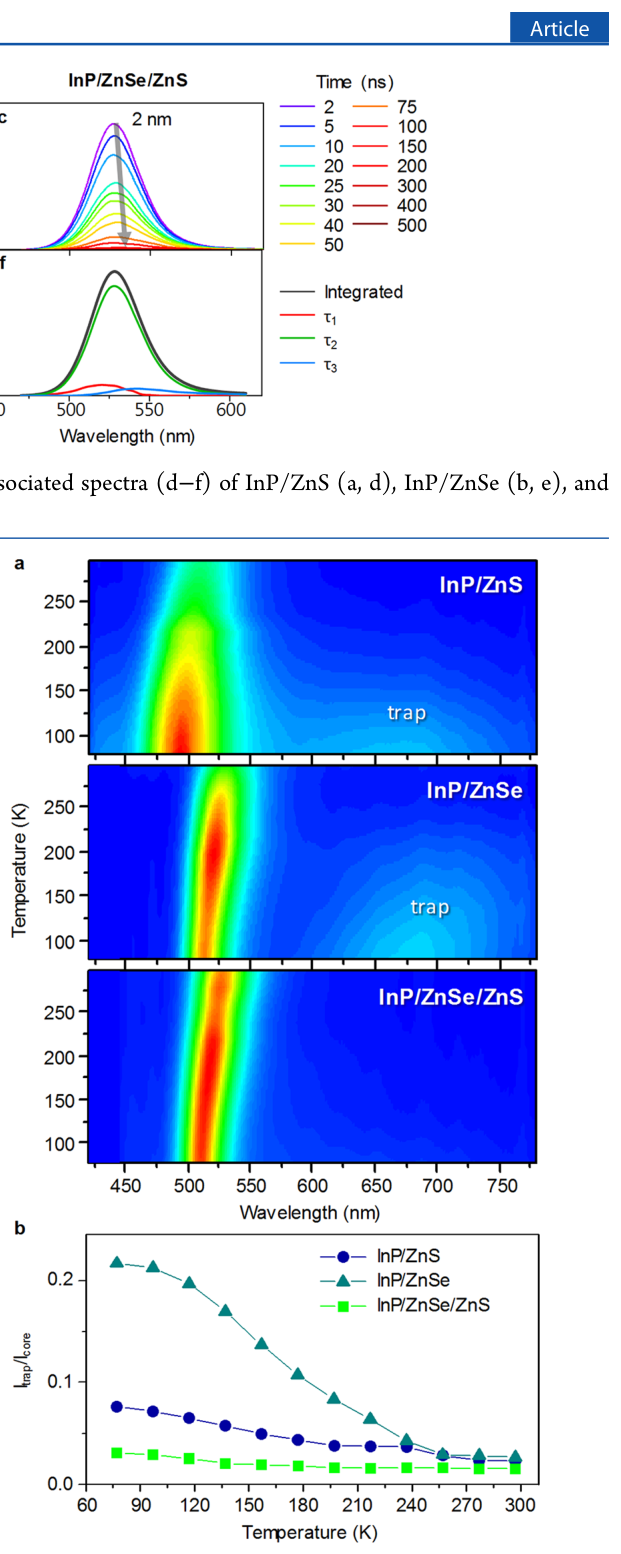 Article
InP/ZnSe/ZnS
Time (ns)
c
2 nm
2 75
5 100
10 150
20 200
25 300
30 400
40 500
50
f
Integrated
τ1
τ2
τ3
500 550 600
Wavelength (nm)
sociated spectra (d−f) of InP/ZnS (a, d), InP/ZnSe (b, e), and
a
InP/ZnS
250
200
150
trap
100
InP/ZnSe
250
200
150
trap
100
Temperature (K)
InP/ZnSe/ZnS
250
200
150
100
450 500 550 600 650 700 750
Wavelength (nm)
b
InP/ZnS
InP/ZnSe
InP/ZnSe/ZnS
0.2
0.1
0.0
Itrap/Icore
60 90 120 150 180 210 240 270 300
Temperature (K)